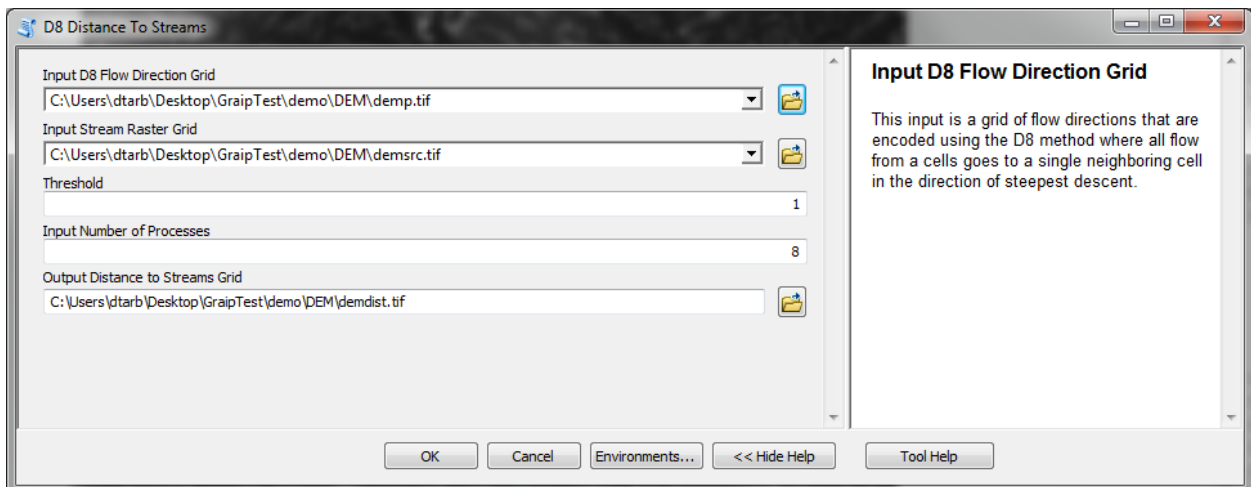 D8 Distance To Streams
Input D8 Flow Direction Grid
C:\Users\dtarb\Desktop\GraipTest\demo\DEM\demp.tif
Input Stream Raster Grid
C:\Users\dtarb\Desktop\GraipTest\demo\DEM\demsrc.tif
Threshold
1
Input Number of Processes
8
Output Distance to Streams Grid
C:\Users\dtarb\Desktop\GraipTest\demo\DEM\demdist.tif
Input D8 Flow Direction Grid
This input is a grid of flow directions that are
encoded using the D8 method where all flow
from a cells goes to a single neighboring cell
in the direction of steepest descent.
OK Cancel Environments... << Hide Help Tool Help